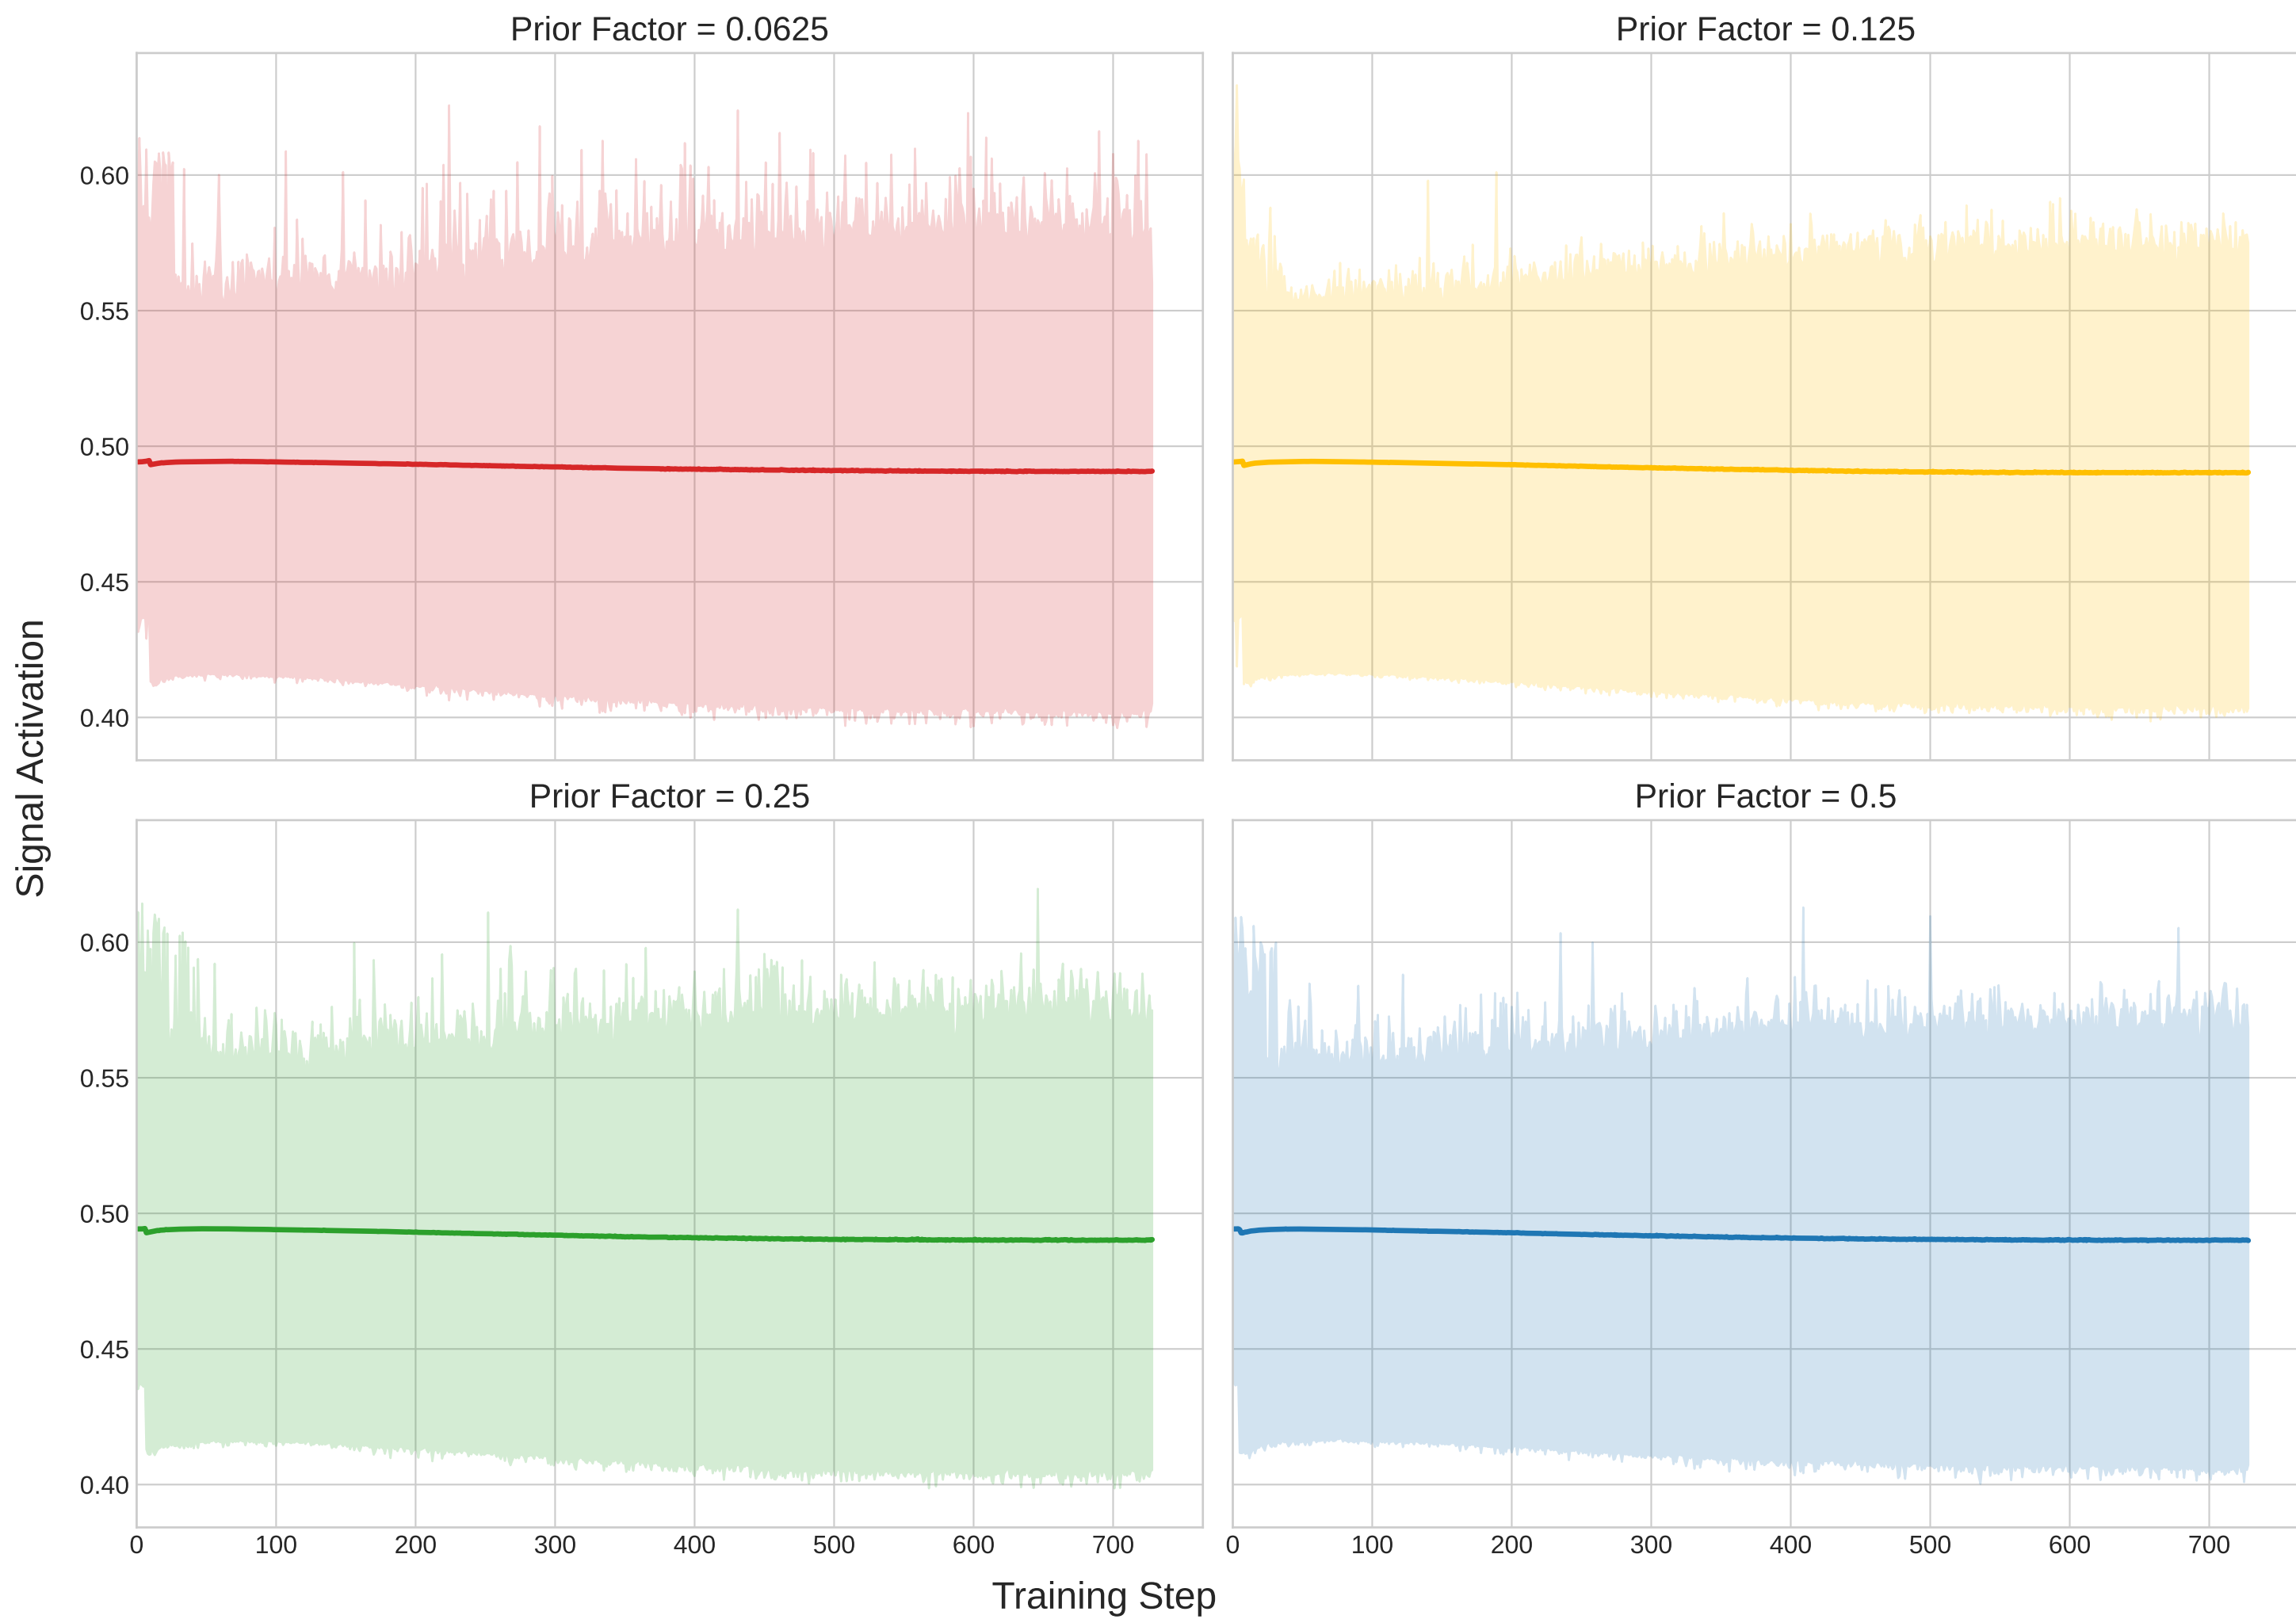 Prior Factor = 0.0625
Prior Factor = 0.125
0.60
0.55
0.50
0.45
0.40
Signal Activation
Prior Factor = 0.25
Prior Factor = 0.5
0.60
0.55
0.50
0.45
0.40
0 100 200 300 400 500 600 700
0 100 200 300 400 500 600 700
Training Step